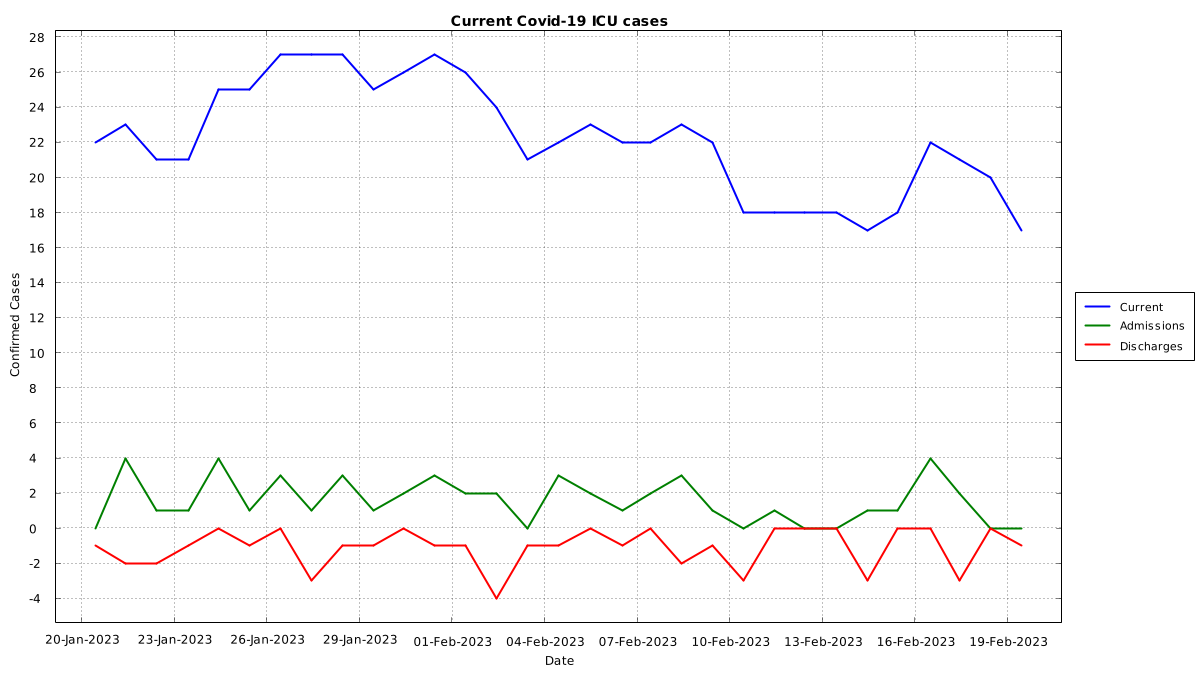 Current Covid-19 ICU cases
28
26
24
22
20
18
16
14
12
10
8
6
4
2
0
-2
-4
Confirmed Cases
20-Jan-2023 23-Jan-2023 26-Jan-2023 29-Jan-2023 01-Feb-2023 04-Feb-2023 07-Feb-2023 10-Feb-2023 13-Feb-2023 16-Feb-2023 19-Feb-2023
Date
Current
Admissions
Discharges